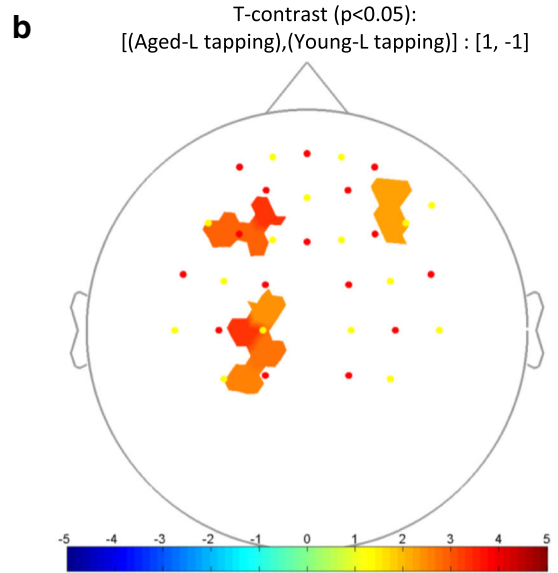 b
T-contrast (p<0.05):
[(Aged-L tapping),(Young-L tapping)] : [1, -1]
-5 -4 -3 -2 -1 0 1 2 3 4 5